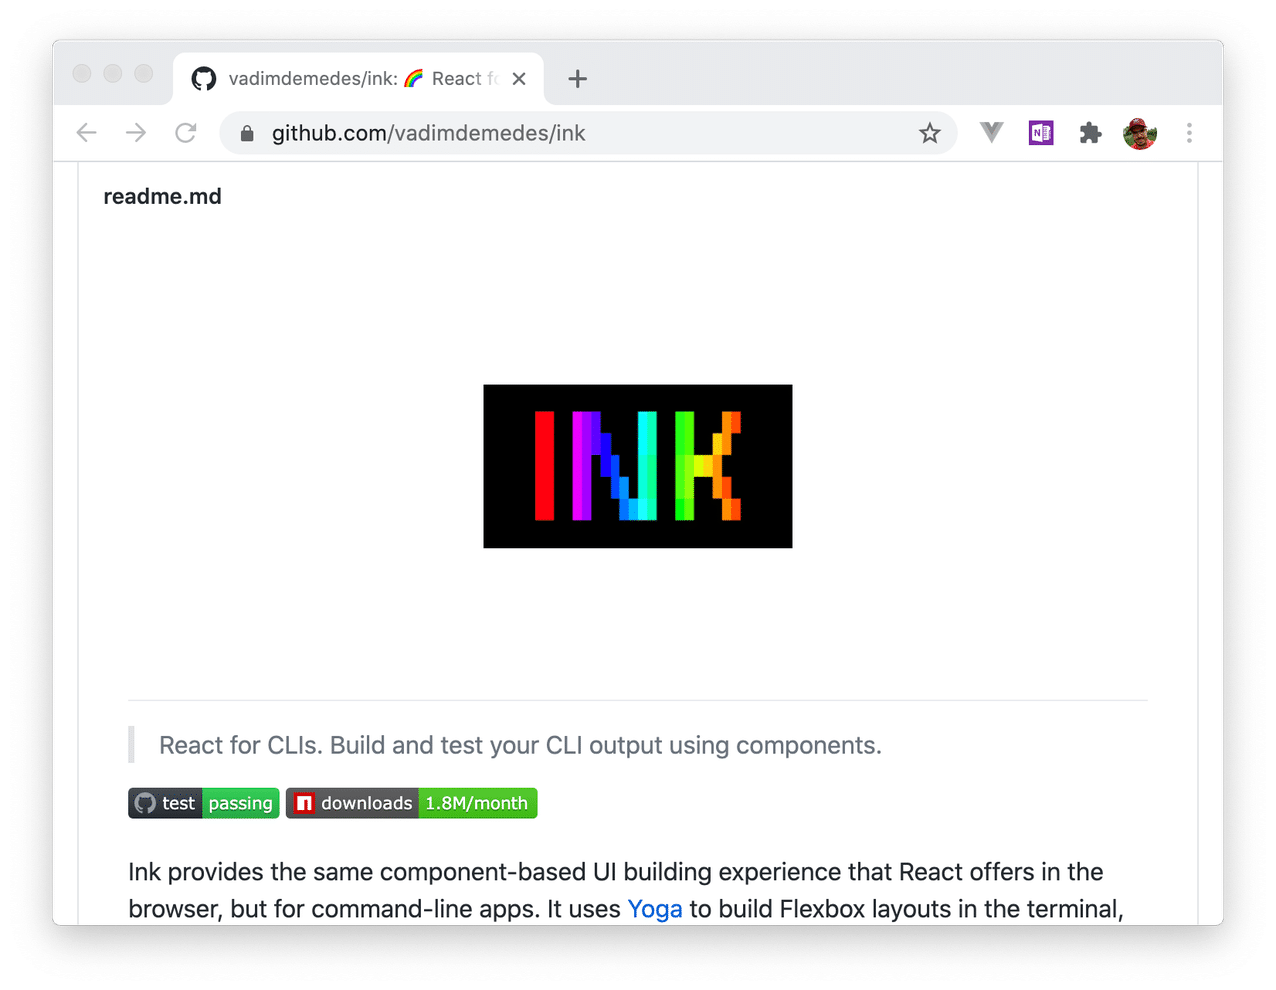 vadimdemedes/ink: 🌈 React fo
github.com/vadimdemedes/ink
readme.md
INK
React for CLIs. Build and test your CLI output using components.
test passing downloads 1.8M/month
Ink provides the same component-based UI building experience that React offers in the
browser, but for command-line apps. It uses Yoga to build Flexbox layouts in the terminal,